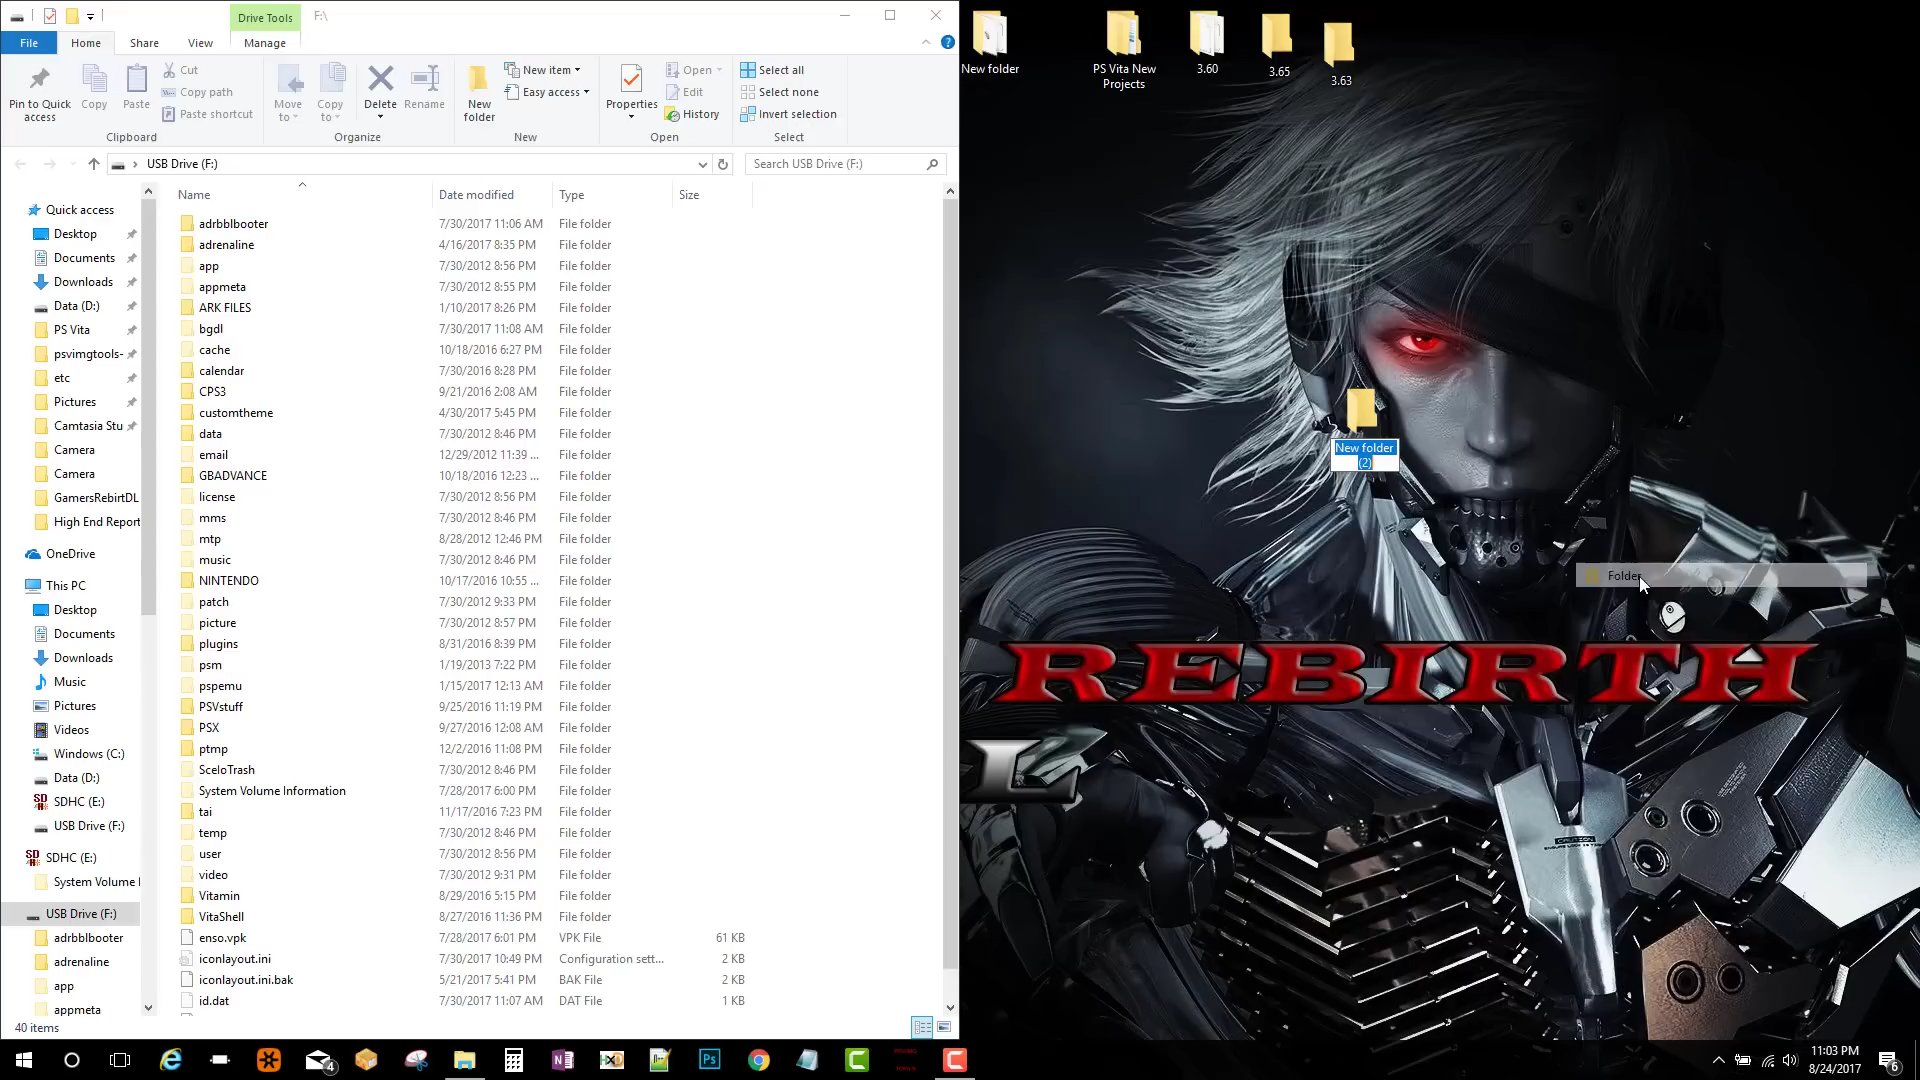 Drive Tools F:\
File Home Share View Manage
Pin to Quick access
Copy
Paste
Cut
Copy path
Paste shortcut
Clipboard
Move to
Copy to
Delete
Rename
Organize
New folder
New item
Easy access
New
Properties
Open
Edit
History
Open
Select all
Select none
Invert selection
Select
USB Drive (F:)
Search USB Drive (F:)
Quick access
Desktop
Documents
Downloads
Data (D:)
PS Vita
psvimgtools-
etc
Pictures
Camtasia Stu
Camera
Camera
GamersRebirtDL
High End Report
OneDrive
This PC
Desktop
Documents
Downloads
Music
Pictures
Videos
Windows (C:)
Data (D:)
SDHC (E:)
USB Drive (F:)
SDHC (E:)
System Volume I
USB Drive (F:)
adrbblbooter
adrenaline
app
appmeta
Name Date modified Type Size
adrbblbooter 7/30/2017 11:06 AM File folder
adrenaline 4/16/2017 8:35 PM File folder
app 7/30/2012 8:56 PM File folder
appmeta 7/30/2012 8:55 PM File folder
ARK FILES 1/10/2017 8:26 PM File folder
bgdl 7/30/2017 11:08 AM File folder
cache 10/18/2016 6:27 PM File folder
calendar 7/30/2016 8:28 PM File folder
CPS3 9/21/2016 2:08 AM File folder
customtheme 4/30/2017 5:45 PM File folder
data 7/30/2012 8:46 PM File folder
email 12/29/2012 11:39 ... File folder
GBADVANCE 10/18/2016 12:23 ... File folder
license 7/30/2012 8:56 PM File folder
mms 7/30/2012 8:46 PM File folder
mtp 8/28/2012 12:46 PM File folder
music 7/30/2012 8:46 PM File folder
NINTENDO 10/17/2016 10:55 ... File folder
patch 7/30/2012 9:33 PM File folder
picture 7/30/2012 8:57 PM File folder
plugins 8/31/2016 8:39 PM File folder
psm 1/19/2013 7:22 PM File folder
pspemu 1/15/2017 12:13 AM File folder
PSVstuff 9/25/2016 11:19 PM File folder
PSX 9/27/2016 12:08 AM File folder
ptmp 12/2/2016 11:08 PM File folder
SceIoTrash 7/30/2012 8:46 PM File folder
System Volume Information 7/28/2017 6:00 PM File folder
tai 11/17/2016 7:23 PM File folder
temp 7/30/2012 8:46 PM File folder
user 7/30/2012 8:56 PM File folder
video 7/30/2012 9:31 PM File folder
Vitamin 8/29/2016 5:15 PM File folder
VitaShell 8/27/2016 11:36 PM File folder
enso.vpk 7/28/2017 6:01 PM VPK File 61 KB
iconlayout.ini 7/30/2017 10:49 PM Configuration sett... 2 KB
iconlayout.ini.bak 5/21/2017 5:41 PM BAK File 2 KB
id.dat 7/30/2017 11:07 AM DAT File 1 KB
40 items
New folder
PS Vita New Projects
3.60
3.65
3.63
New folder
(2)
Folder
REBIRTH
L
CAUTION
4
Ps
11:03 PM
8/24/2017
6